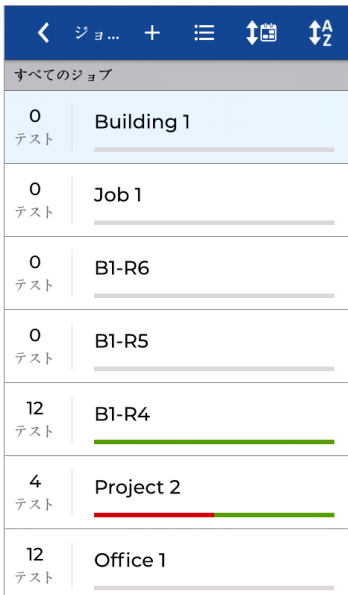 ジョ...
すべてのジョブ
0
テスト
Building 1
0
テスト
Job 1
0
テスト
B1-R6
0
テスト
B1-R5
12
テスト
B1-R4
4
テスト
Project 2
12
テスト
Office 1